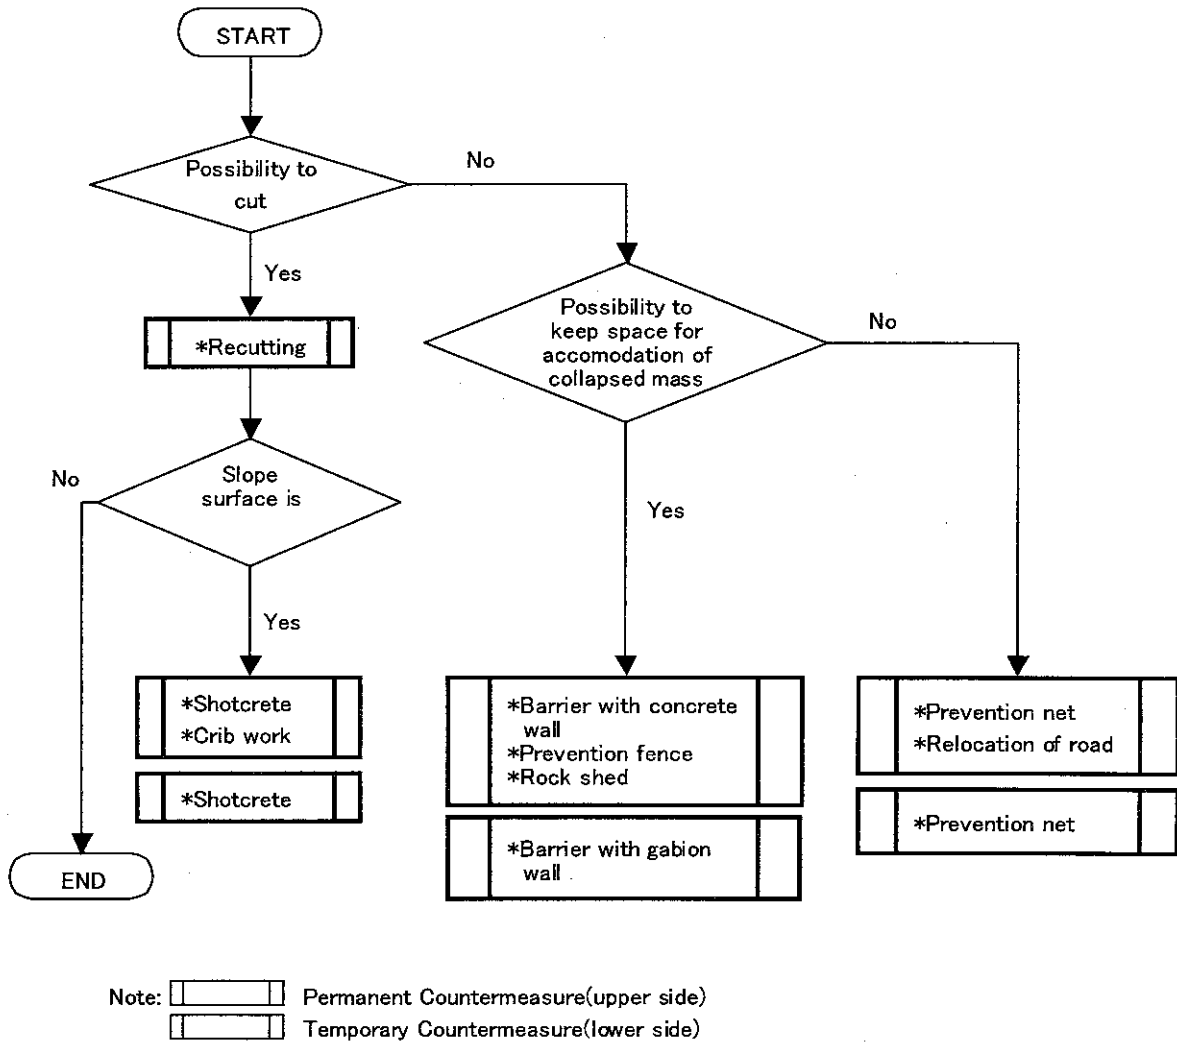 START
Possibility to
cut
No
Yes
*Recutting
Possibility to
keep space for
accomodation of
collapsed mass
No
No
Slope
surface is
Yes
Yes
*Shotcrete
*Crib work
*Shotcrete
*Barrier with concrete
wall
*Prevention fence
*Rock shed
*Barrier with gabion
wall
*Prevention net
*Relocation of road
*Prevention net
END
Note:
Permanent Countermeasure(upper side)
Temporary Countermeasure(lower side)